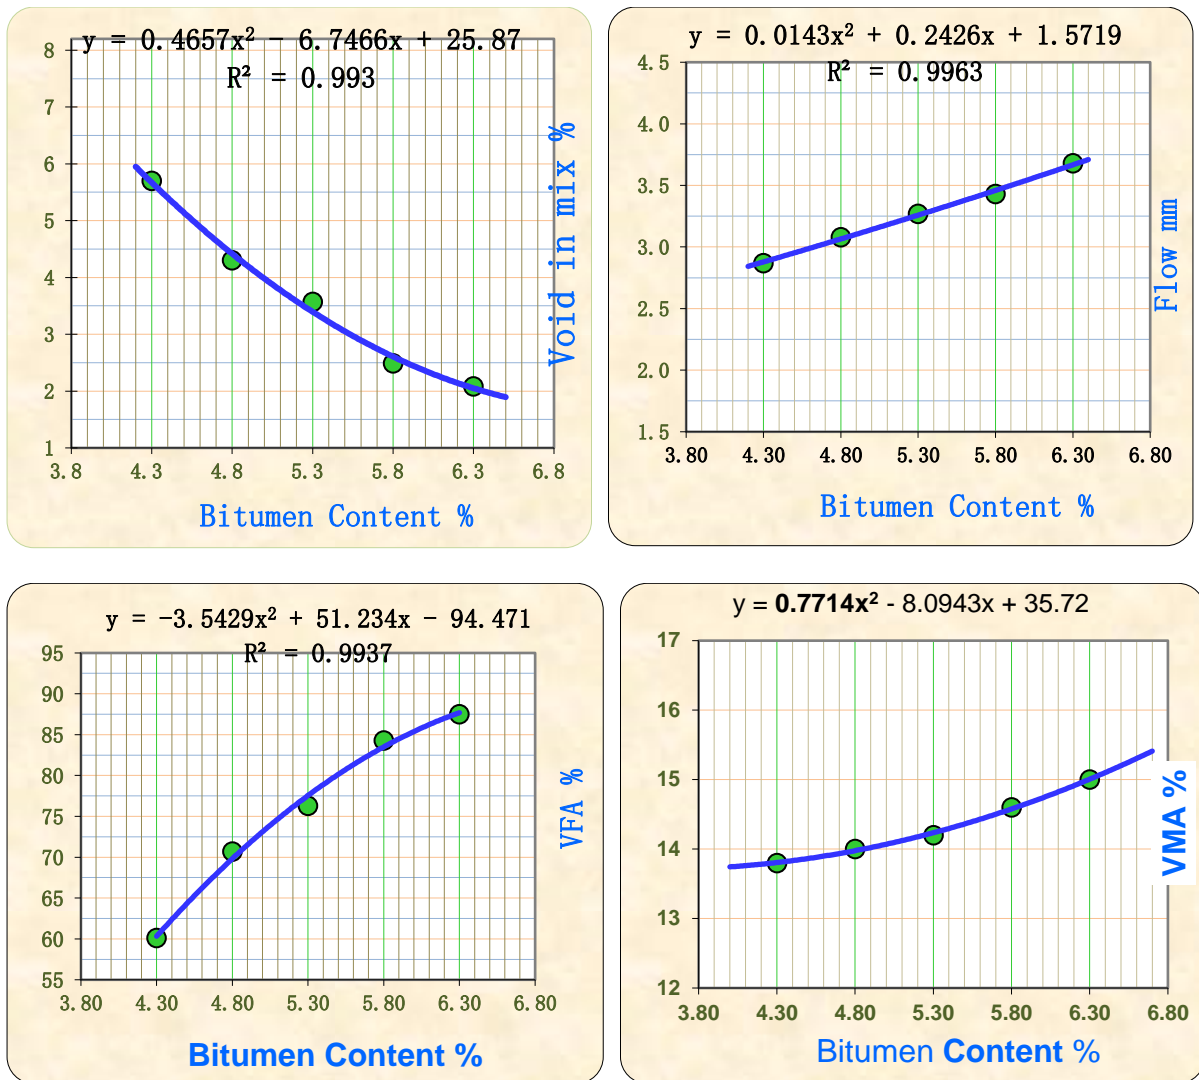 y = 0.4657x² - 6.7466x + 25.87
R² = 0.993
8
7
6
5
4
3
2
1
3.8 4.3 4.8 5.3 5.8 6.3 6.8
Void in mix %
Bitumen Content %
y = 0.0143x² + 0.2426x + 1.5719
R² = 0.9963
4.5
4.0
3.5
3.0
2.5
2.0
1.5
3.80 4.30 4.80 5.30 5.80 6.30 6.80
Flow mm
Bitumen Content %
y = -3.5429x² + 51.234x - 94.471
R² = 0.9937
95
90
85
80
75
70
65
60
55
3.80 4.30 4.80 5.30 5.80 6.30 6.80
VFA %
Bitumen Content %
y = 0.7714x² - 8.0943x + 35.72
17
16
15
14
13
12
3.80 4.30 4.80 5.30 5.80 6.30 6.80
VMA %
Bitumen Content %